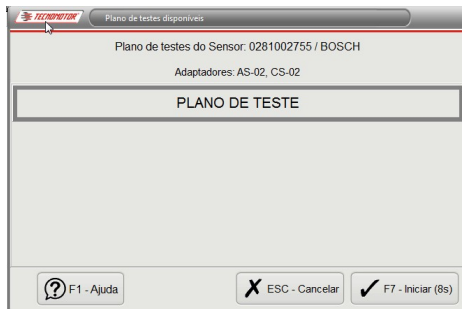 TECNOMOTOR Plano de testes disponíveis
Plano de testes do Sensor: 0281002755 / BOSCH
Adaptadores: AS-02, CS-02
PLANO DE TESTE
F1 - Ajuda
ESC - Cancelar
F7 - Iniciar (8s)